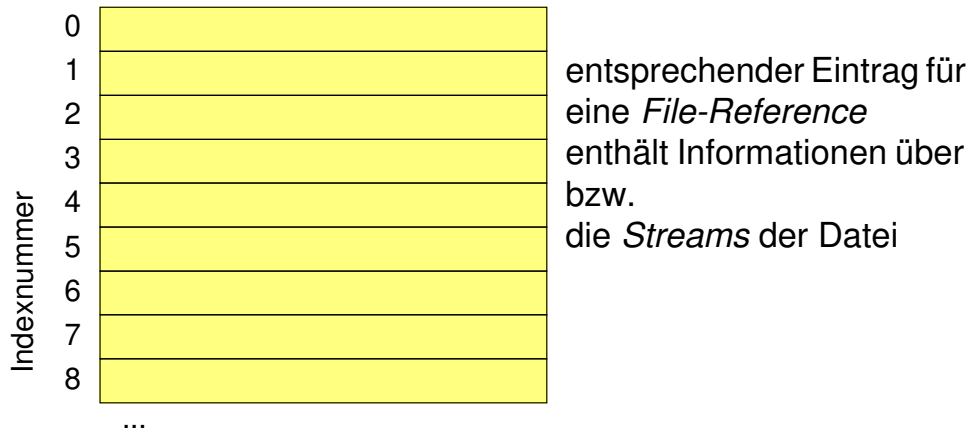 0
1
2
3
4
5
6
7
8
...
Indexnummer
entsprechender Eintrag für
eine File-Reference
enthält Informationen über
bzw.
die Streams der Datei